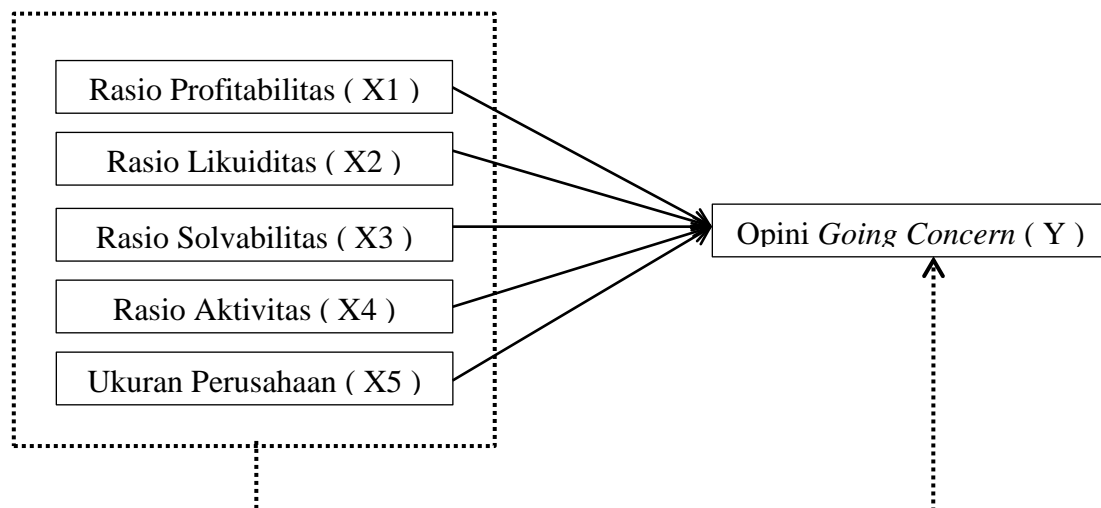 Rasio Profitabilitas ( X1 )
Rasio Likuiditas ( X2 )
Rasio Solvabilitas ( X3 )
Opini Going Concern ( Y )
Rasio Aktivitas ( X4 )
Ukuran Perusahaan ( X5 )